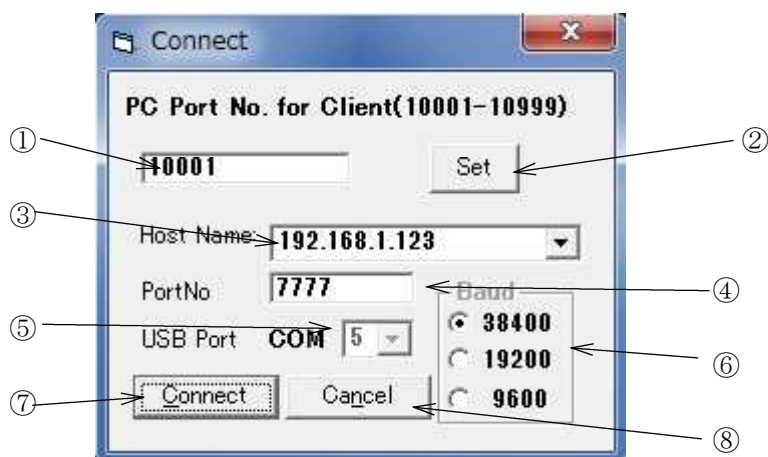 Connect
PC Port No. for Client(10001-10999)
① 10001 Set ②
③ Host Name: 192.168.1.123
PortNo 7777 ④
Baud
⑤ USB Port COM 5 38400
19200 ⑥
⑦ Connect Cancel 9600
⑧